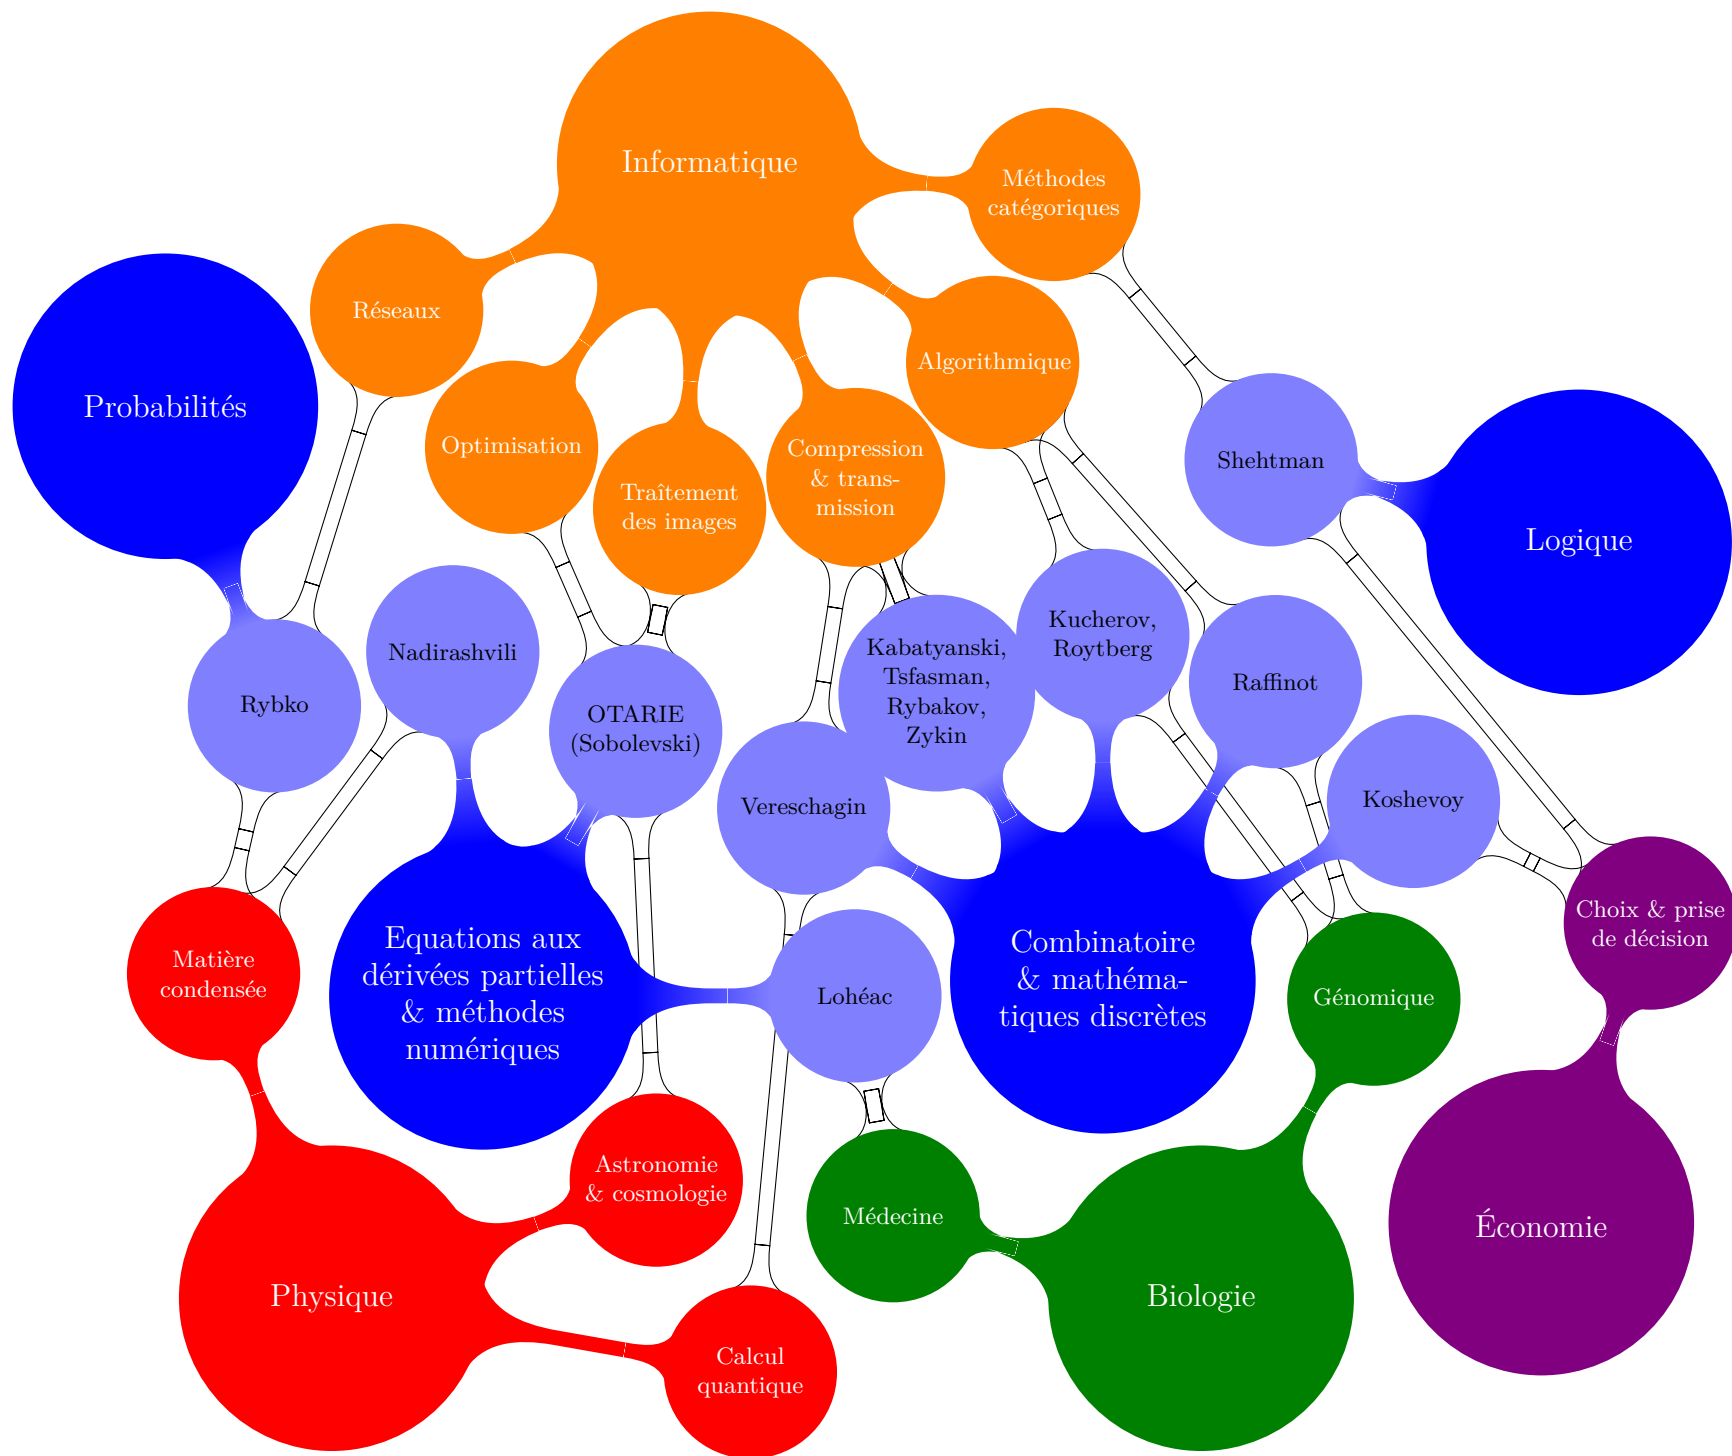 Informatique
Méthodes
catégoriques
Réseaux
Probabilités
Algorithmique
Optimisation
Compression
& trans-
mission
Traîtement
des images
Shehtman
Logique
Nadirashvili
Kucherov,
Roytberg
Kabatyanski,
Tsfasman,
Rybakov,
Zykin
Raffinot
Rybko
OTARIE
(Sobolevski)
Vereschagin
Koshevoy
Choix & prise
de décision
Equations aux
dérivées partielles
& méthodes
numériques
Combinatoire
& mathéma-
tiques discrètes
Matière
condensée
Lohéac
Génomique
Astronomie
& cosmologie
Médecine
Économie
Physique
Biologie
Calcul
quantique